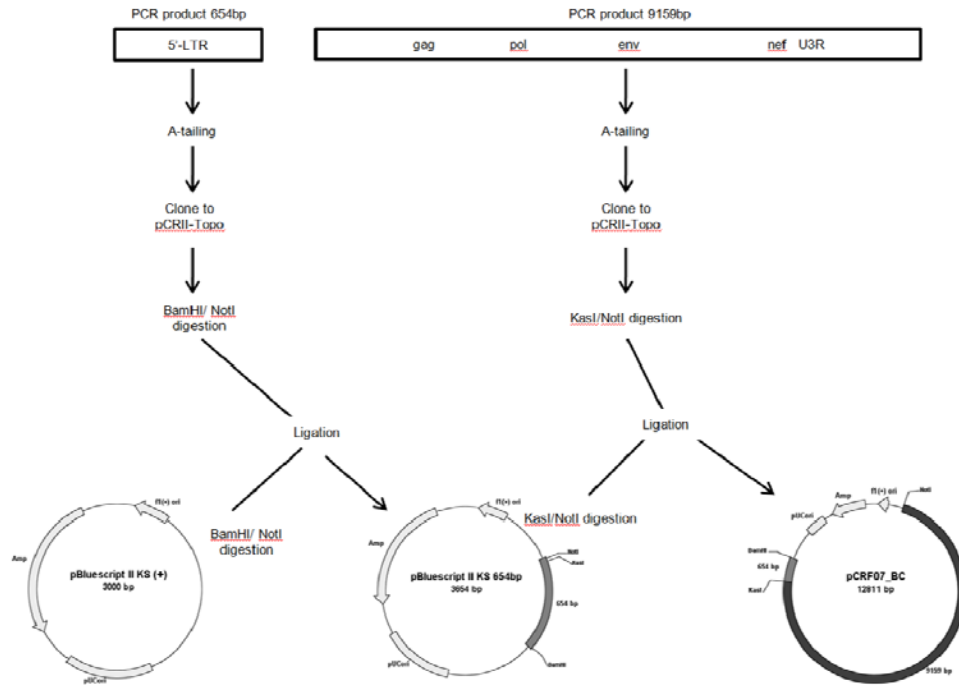 PCR product 654bp
PCR product 9159bp
5'-LTR
gag
pol
env
nef
U3R
A-tailing
A-tailing
Clone to
pCRII-Topo
Clone to
pCRII-Topo
BamHI/ NotI
digestion
KasI/NotI digestion
Ligation
Ligation
BamHI/ NotI
digestion
KasI/NotI digestion
f1(+) ori
Amp
pBluescript II KS (+)
3000 bp
pUCori
f1(+) ori
Amp
NotI
KasI
pBluescript II KS 654bp
3654 bp
654 bp
pUCori
BamHI
f1(+) ori
NotI
Amp
pUCori
BamHI
654 bp
KasI
pCRF07_BC
12811 bp
9159 bp